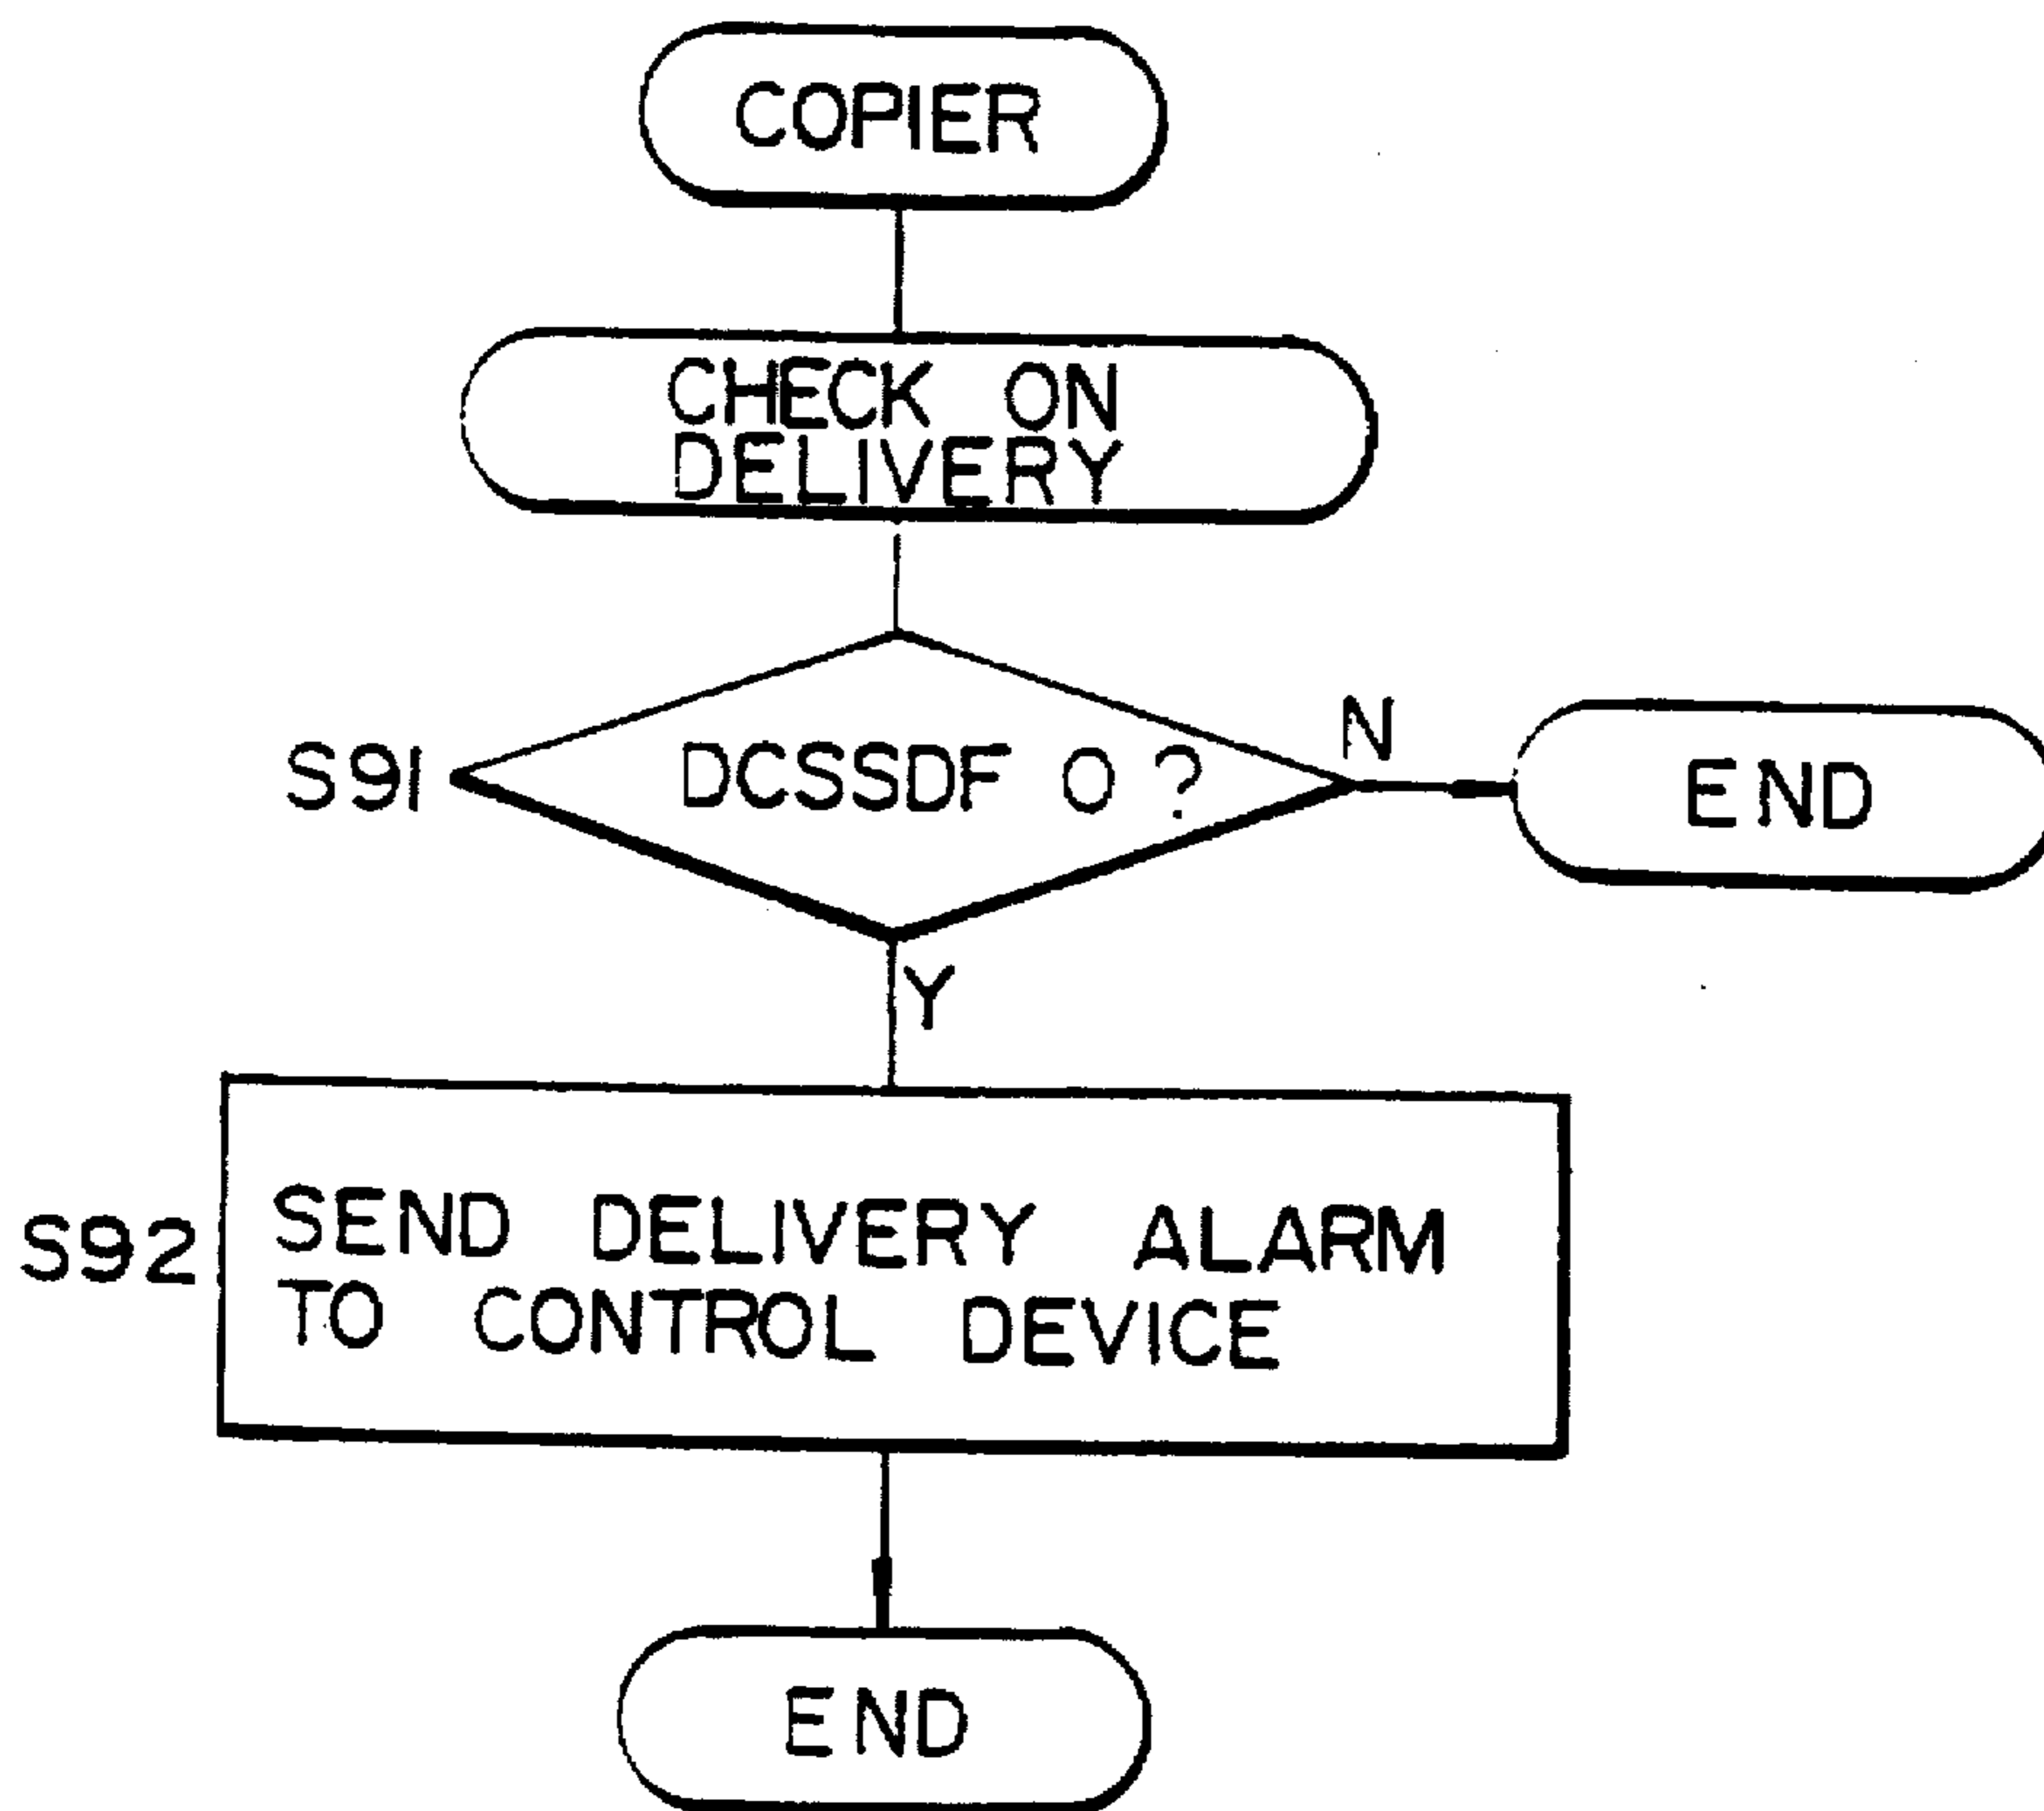 COPIER
CHECK ON
DELIVERY
N
S91
DCSSDF 0 ?
END
Y
S92
SEND DELIVERY ALARM
TO CONTROL DEVICE
END